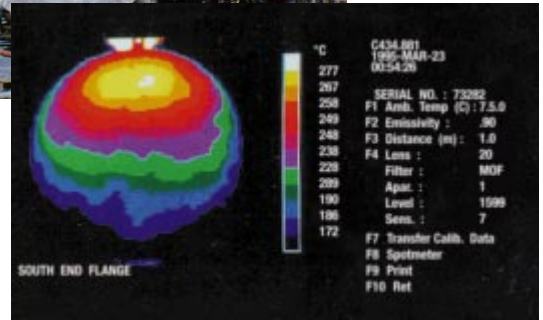 °C
277
267
258
249
248
238
228
289
190
186
172
C434.881
1995-MAR-23
00:54:26
SERIAL NO. : 73282
F1 Amb. Temp (C) : 7.5.0
F2 Emissivity : .90
F3 Distance (m) : 1.0
F4 Lens : 20
Filter : MOF
Apar. : 1
Level : 1599
Sens. : 7
F7 Transfer Calib. Data
F8 Spotmeter
F9 Print
F10 Ret
SOUTH END FLANGE